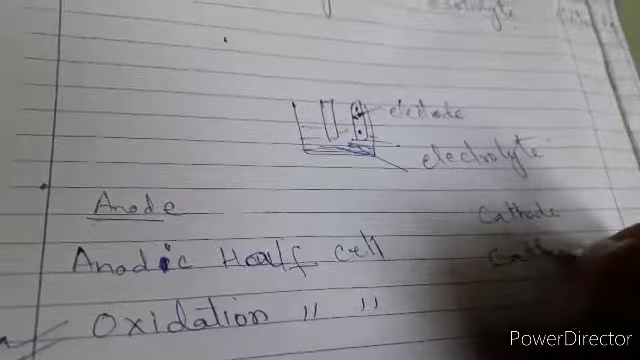 electrode
electrolyte
Anode Cathode
Anodic Half cell
Oxidation " "
PowerDirector